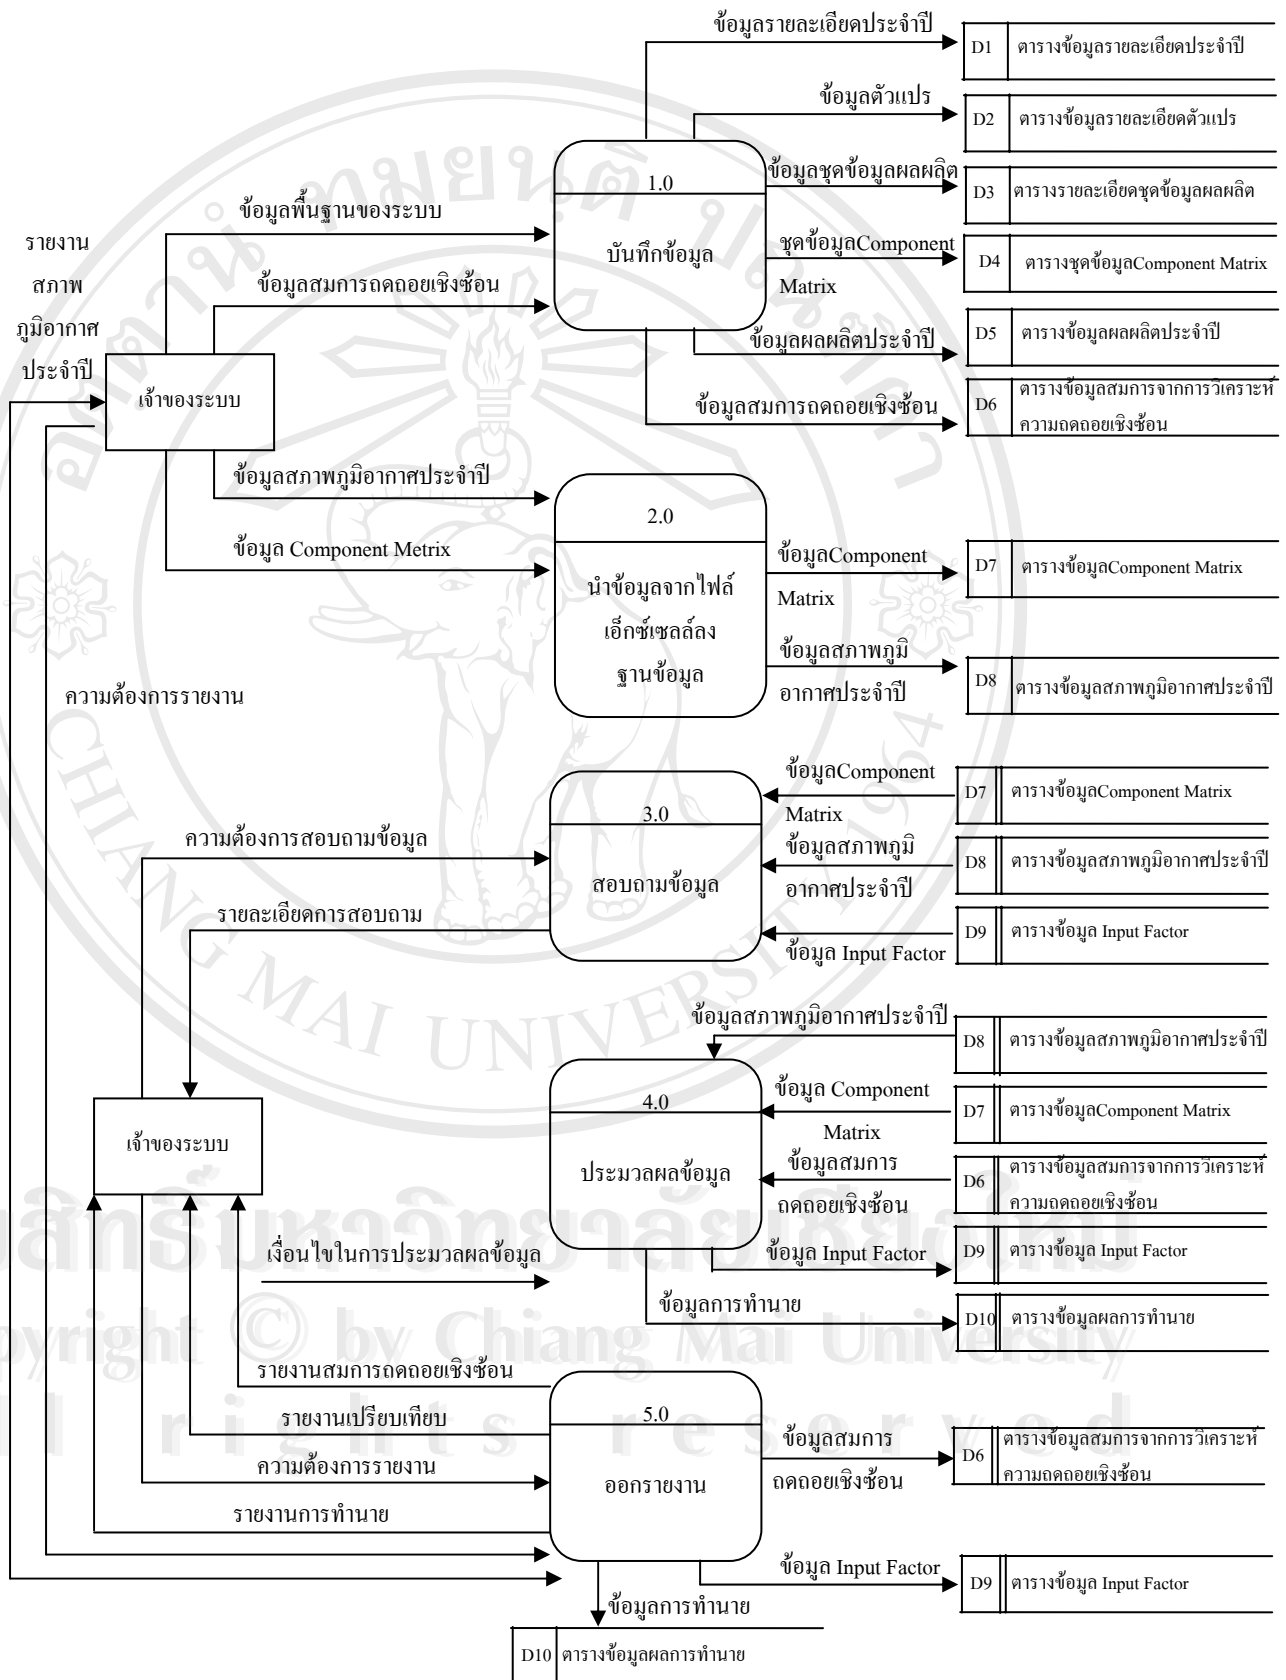 ข้อมูลรายละเอียดประจำปี
D1 ตารางข้อมูลรายละเอียดประจำปี
ข้อมูลตัวแปร
D2 ตารางข้อมูลรายละเอียดตัวแปร
1.0
บันทึกข้อมูล
ข้อมูลชุดข้อมูลผลผลิต
D3 ตารางรายละเอียดชุดข้อมูลผลผลิต
ข้อมูลพื้นฐานของระบบ
รายงาน
สภาพ
ภูมิอากาศ
ประจำปี
ชุดข้อมูลComponent
Matrix
D4 ตารางชุดข้อมูลComponent Matrix
ข้อมูลสมการถดถอยเชิงซ้อน
ข้อมูลผลผลิตประจำปี
D5 ตารางข้อมูลผลผลิตประจำปี
เจ้าของระบบ
ข้อมูลสมการถดถอยเชิงซ้อน
D6 ตารางข้อมูลสมการจากการวิเคราะห์
ความถดถอยเชิงซ้อน
ข้อมูลสภาพภูมิอากาศประจำปี
2.0
นำข้อมูลจากไฟล์
เอ็กซ์เซลล์ลง
ฐานข้อมูล
ข้อมูล Component Metrix
ข้อมูลComponent
Matrix
D7 ตารางข้อมูลComponent Matrix
ข้อมูลสภาพภูมิ
อากาศประจำปี
D8 ตารางข้อมูลสภาพภูมิอากาศประจำปี
ความต้องการรายงาน
ข้อมูลComponent
Matrix
D7 ตารางข้อมูลComponent Matrix
3.0
สอบถามข้อมูล
ความต้องการสอบถามข้อมูล
ข้อมูลสภาพภูมิ
อากาศประจำปี
D8 ตารางข้อมูลสภาพภูมิอากาศประจำปี
รายละเอียดการสอบถาม
ข้อมูล Input Factor
D9 ตารางข้อมูล Input Factor
ข้อมูลสภาพภูมิอากาศประจำปี
D8 ตารางข้อมูลสภาพภูมิอากาศประจำปี
4.0
ประมวลผลข้อมูล
ข้อมูล Component
Matrix
D7 ตารางข้อมูลComponent Matrix
เจ้าของระบบ
ข้อมูลสมการ
ถดถอยเชิงซ้อน
D6 ตารางข้อมูลสมการจากการวิเคราะห์
ความถดถอยเชิงซ้อน
เงื่อนไขในการประมวลผลข้อมูล
ข้อมูล Input Factor
D9 ตารางข้อมูล Input Factor
ข้อมูลการทำนาย
D10 ตารางข้อมูลผลการทำนาย
รายงานสมการถดถอยเชิงซ้อน
5.0
ออกรายงาน
รายงานเปรียบเทียบ
ข้อมูลสมการ
ถดถอยเชิงซ้อน
D6 ตารางข้อมูลสมการจากการวิเคราะห์
ความถดถอยเชิงซ้อน
ความต้องการรายงาน
รายงานการทำนาย
ข้อมูล Input Factor
D9 ตารางข้อมูล Input Factor
ข้อมูลการทำนาย
D10 ตารางข้อมูลผลการทำนาย
CHIANG MAI UNIVERSITY 1964
by Chiang Mai University
rights reserved